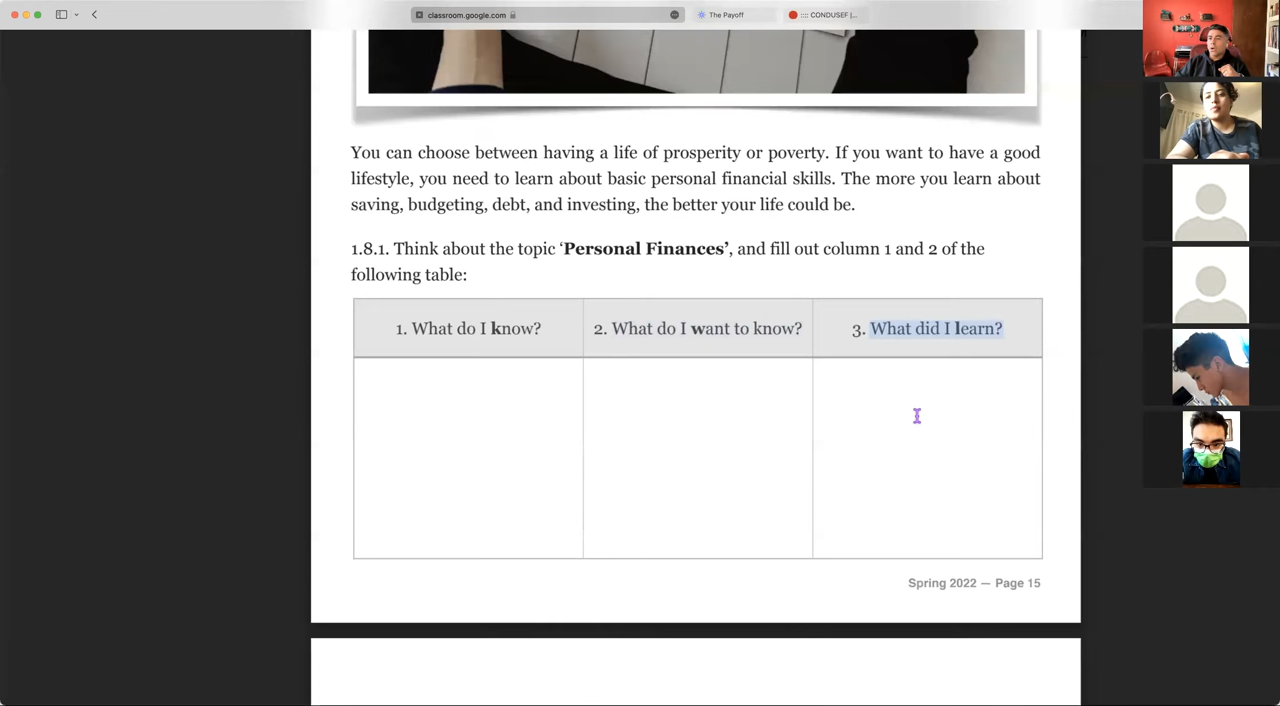 classroom.google.com
The Payoff
:::: CONDUSEF |...
You can choose between having a life of prosperity or poverty. If you want to have a good
lifestyle, you need to learn about basic personal financial skills. The more you learn about
saving, budgeting, debt, and investing, the better your life could be.
1.8.1. Think about the topic ‘Personal Finances’, and fill out column 1 and 2 of the
following table:
1. What do I know?
2. What do I want to know?
3. What did I learn?
Spring 2022 — Page 15